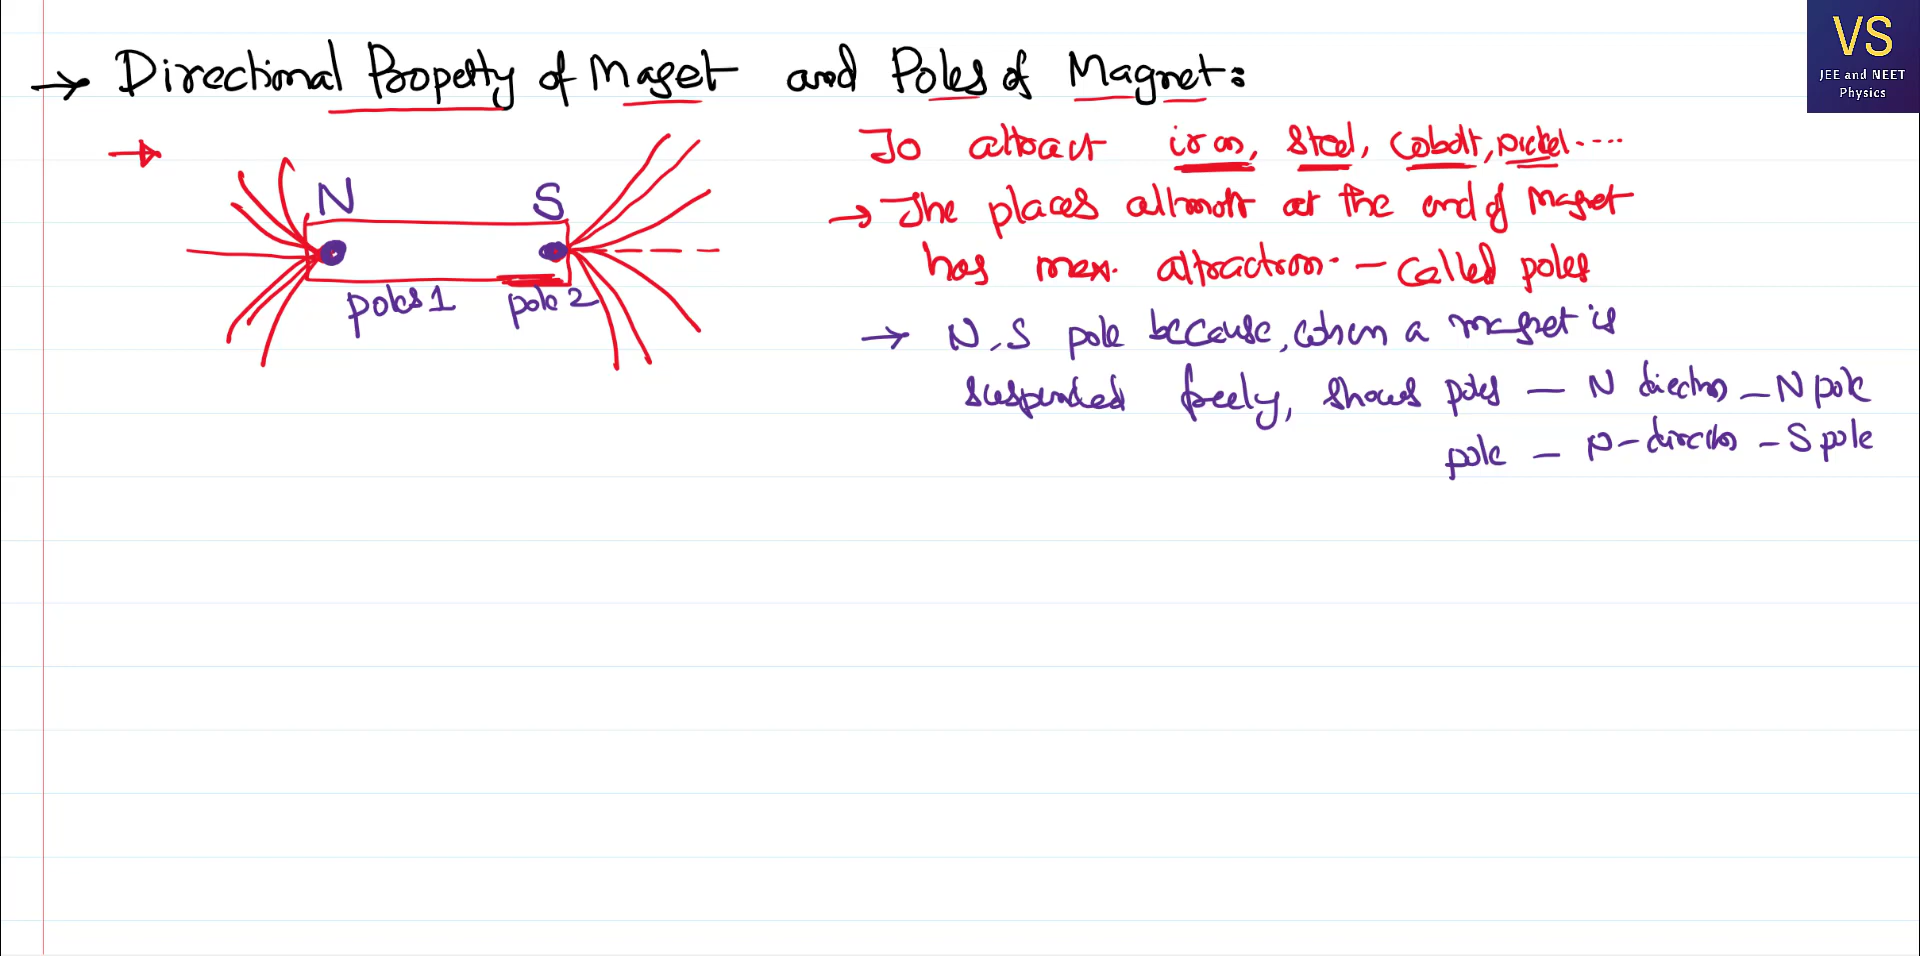 → Directional Property of Maget and Poles of Magnet:
VS
JEE and NEET
Physics
To attract iron, Steel, Cobalt, nickel....
N S
→ The places allmost at the end of Magnet
has max. attraction. - Called poles
poles 1 pole 2
→ N, S pole because, when a magnet is
suspended freely, shows poles — N direction — N pole
pole — N-direction — S pole